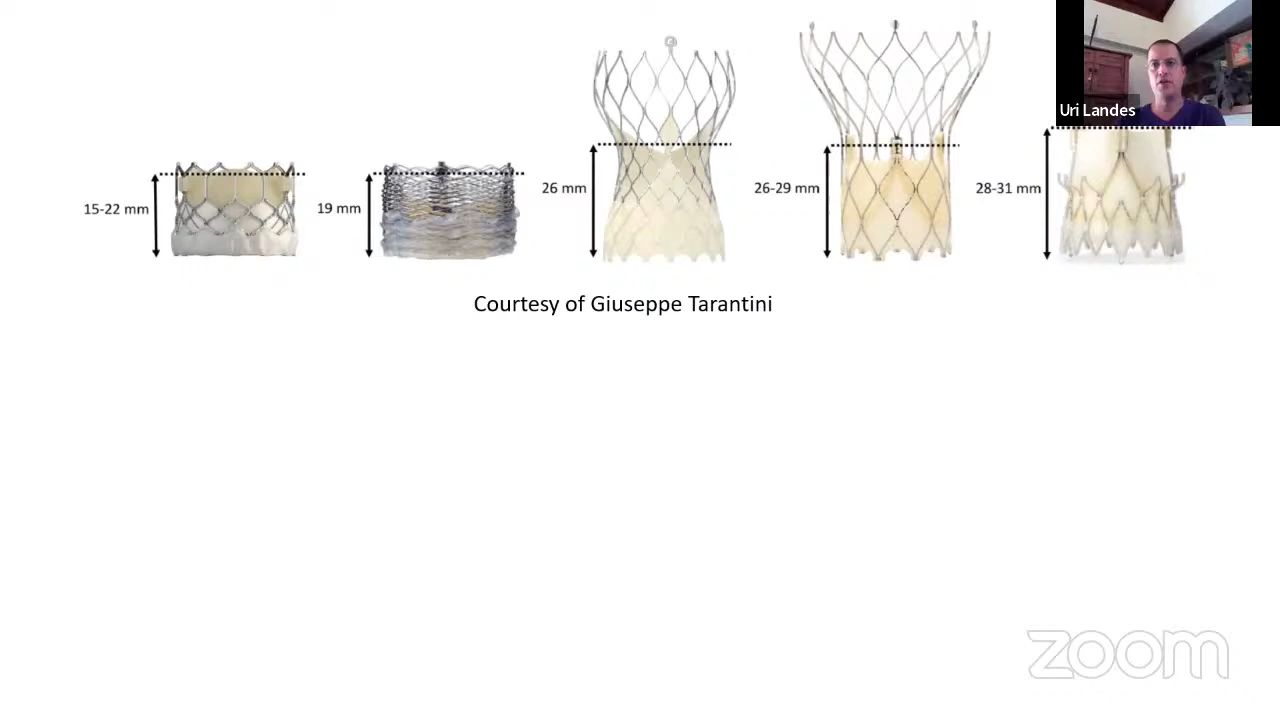 Uri Landes
15-22 mm
19 mm
26 mm
26-29 mm
28-31 mm
Courtesy of Giuseppe Tarantini
zoom